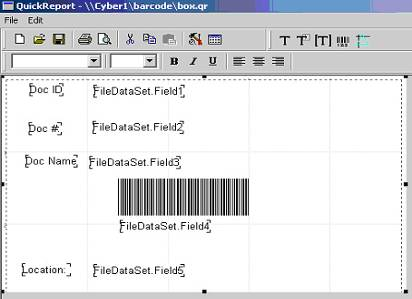 QuickReport - \\Cyber1\barcode\box.qr
File Edit
T T [T]
B I U
Doc ID FileDataSet.Field1
Doc # FileDataSet.Field2
Doc Name FileDataSet.Field3
FileDataSet.Field4
Location: FileDataSet.Field5